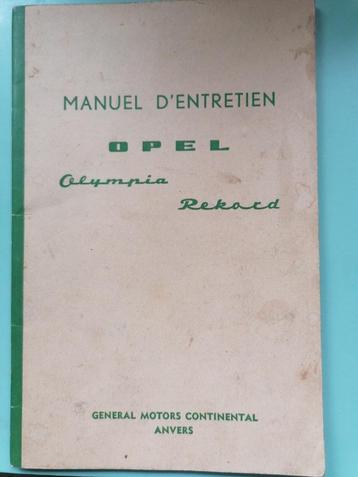 MANUEL D'ENTRETIEN
OPEL
Olympia
Rekord
GENERAL MOTORS CONTINENTAL
ANVERS